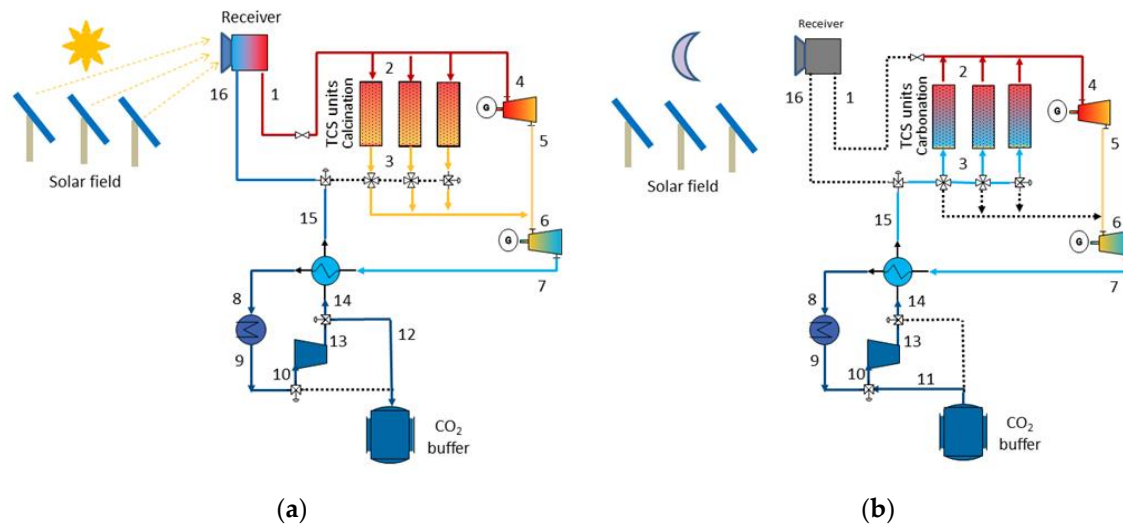 Receiver
16
1
2
4
G
TCS units
Calcination
5
3
Solar field
15
6
G
7
8
14
12
13
9
10
CO₂
buffer
(a)
Receiver
16
1
2
4
G
TCS units
Carbonation
5
3
Solar field
15
6
G
7
8
14
13
9
10
11
CO₂
buffer
(b)